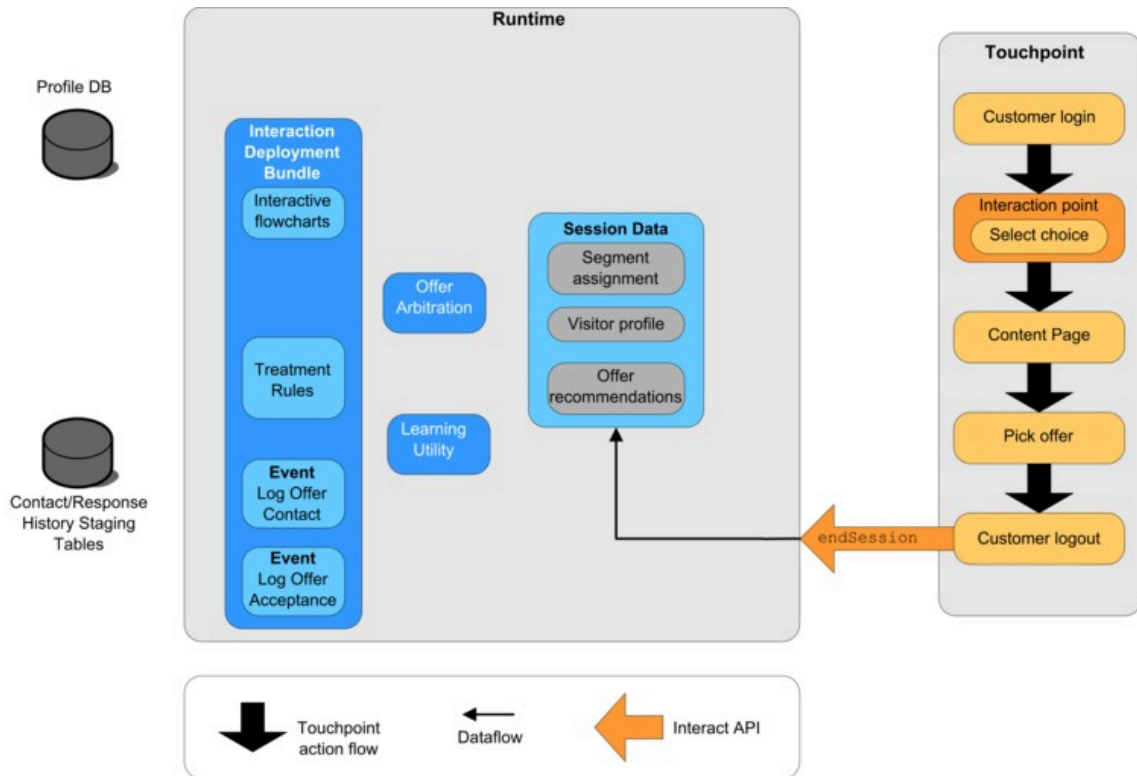 Runtime
Profile DB
Interaction
Deployment
Bundle
Interactive
flowcharts
Treatment
Rules
Event
Log Offer
Contact
Event
Log Offer
Acceptance
Offer
Arbitration
Learning
Utility
Session Data
Segment
assignment
Visitor profile
Offer
recommendations
Contact/Response
History Staging
Tables
endSession
Touchpoint
Customer login
Interaction point
Select choice
Content Page
Pick offer
Customer logout
Touchpoint
action flow
Dataflow
Interact API